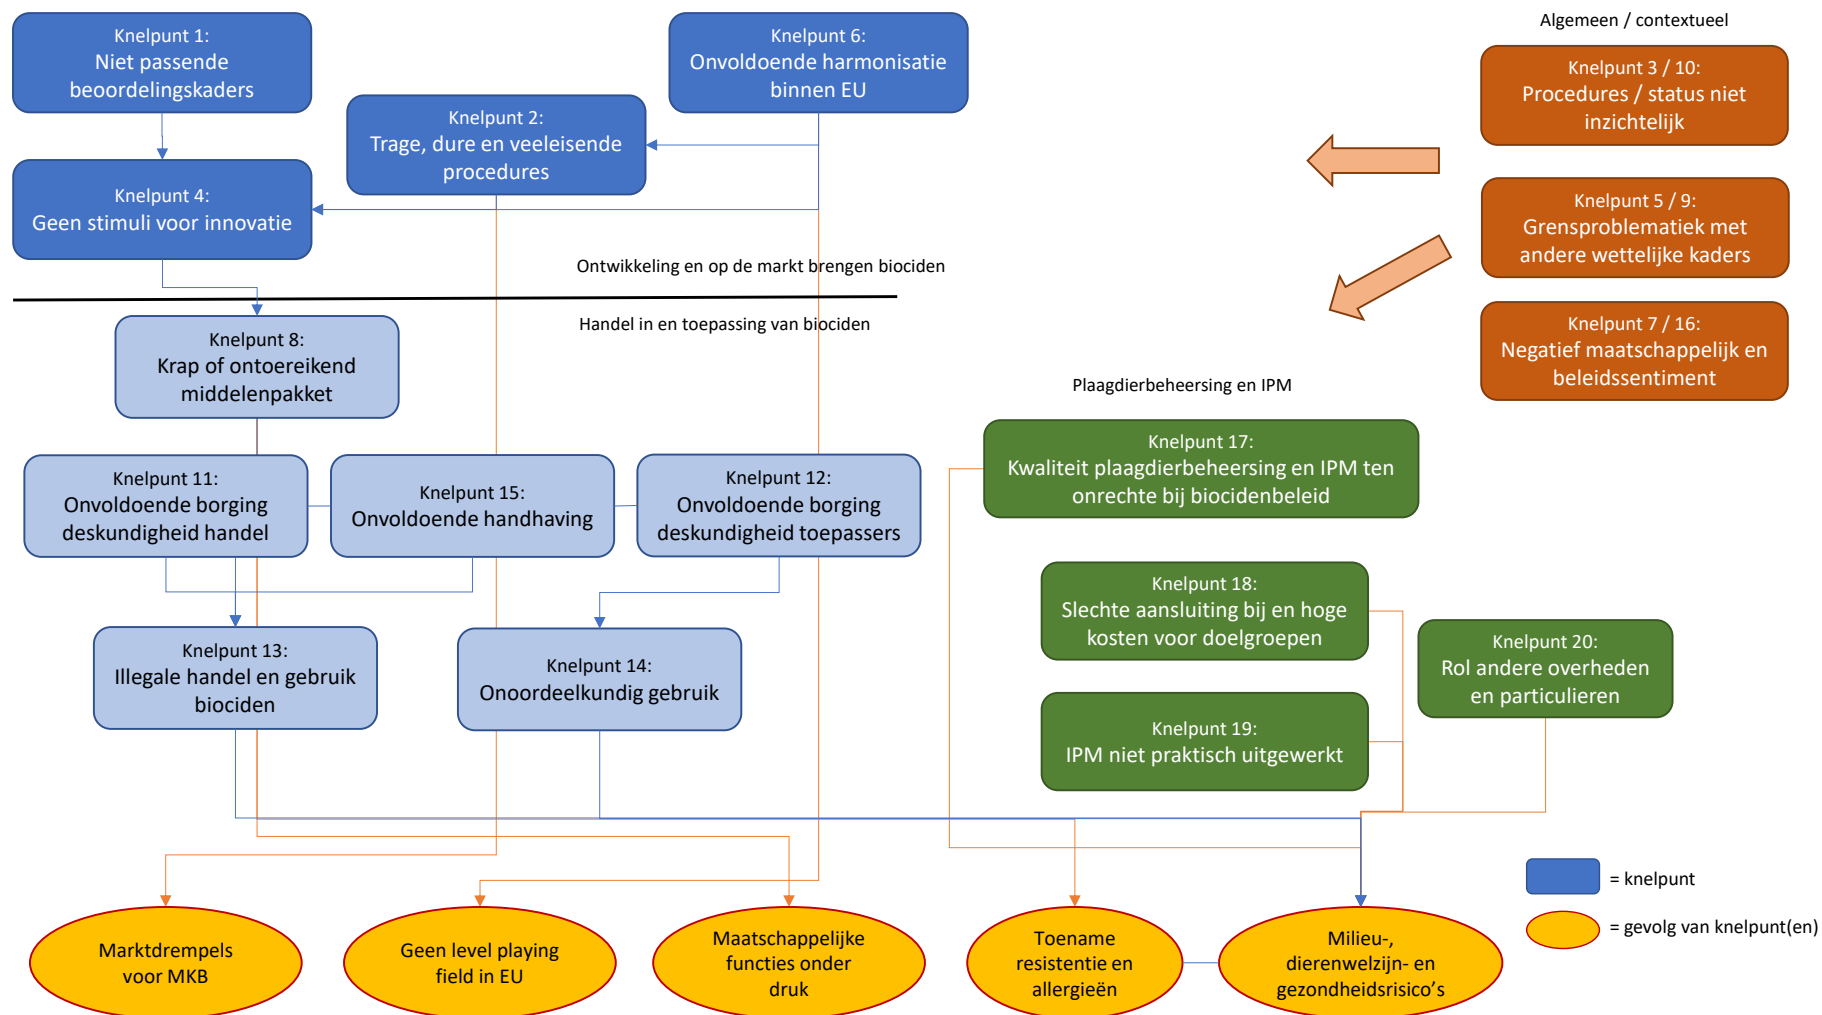 Knelpunt 1:
Niet passende
beoordelingskaders
Knelpunt 6:
Onvoldoende harmonisatie
binnen EU
Algemeen / contextueel
Knelpunt 3 / 10:
Procedures / status niet
inzichtelijk
Knelpunt 2:
Trage, dure en veeleisende
procedures
Knelpunt 4:
Geen stimuli voor innovatie
Knelpunt 5 / 9:
Grensproblematiek met
andere wettelijke kaders
Ontwikkeling en op de markt brengen biociden
Handel in en toepassing van biociden
Knelpunt 7 / 16:
Negatief maatschappelijk en
beleidssentiment
Knelpunt 8:
Krap of ontoereikend
middelenpakket
Plaagdierbeheersing en IPM
Knelpunt 17:
Kwaliteit plaagdierbeheersing en IPM ten
onrechte bij biocidenbeleid
Knelpunt 11:
Onvoldoende borging
deskundigheid handel
Knelpunt 15:
Onvoldoende handhaving
Knelpunt 12:
Onvoldoende borging
deskundigheid toepassers
Knelpunt 18:
Slechte aansluiting bij en hoge
kosten voor doelgroepen
Knelpunt 13:
Illegale handel en gebruik
biociden
Knelpunt 14:
Onoordeelkundig gebruik
Knelpunt 20:
Rol andere overheden
en particulieren
Knelpunt 19:
IPM niet praktisch uitgewerkt
= knelpunt
= gevolg van knelpunt(en)
Marktdrempels
voor MKB
Geen level playing
field in EU
Maatschappelijke
functies onder
druk
Toename
resistentie en
allergieën
Milieu-,
dierenwelzijn- en
gezondheidsrisico's